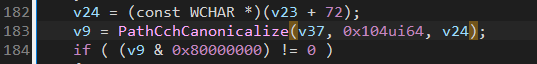 182 v24 = (const WCHAR *)(v23 + 72);
183 v9 = PathCchCanonicalize(v37, 0x104ui64, v24);
184 if ( (v9 & 0x80000000) != 0 )